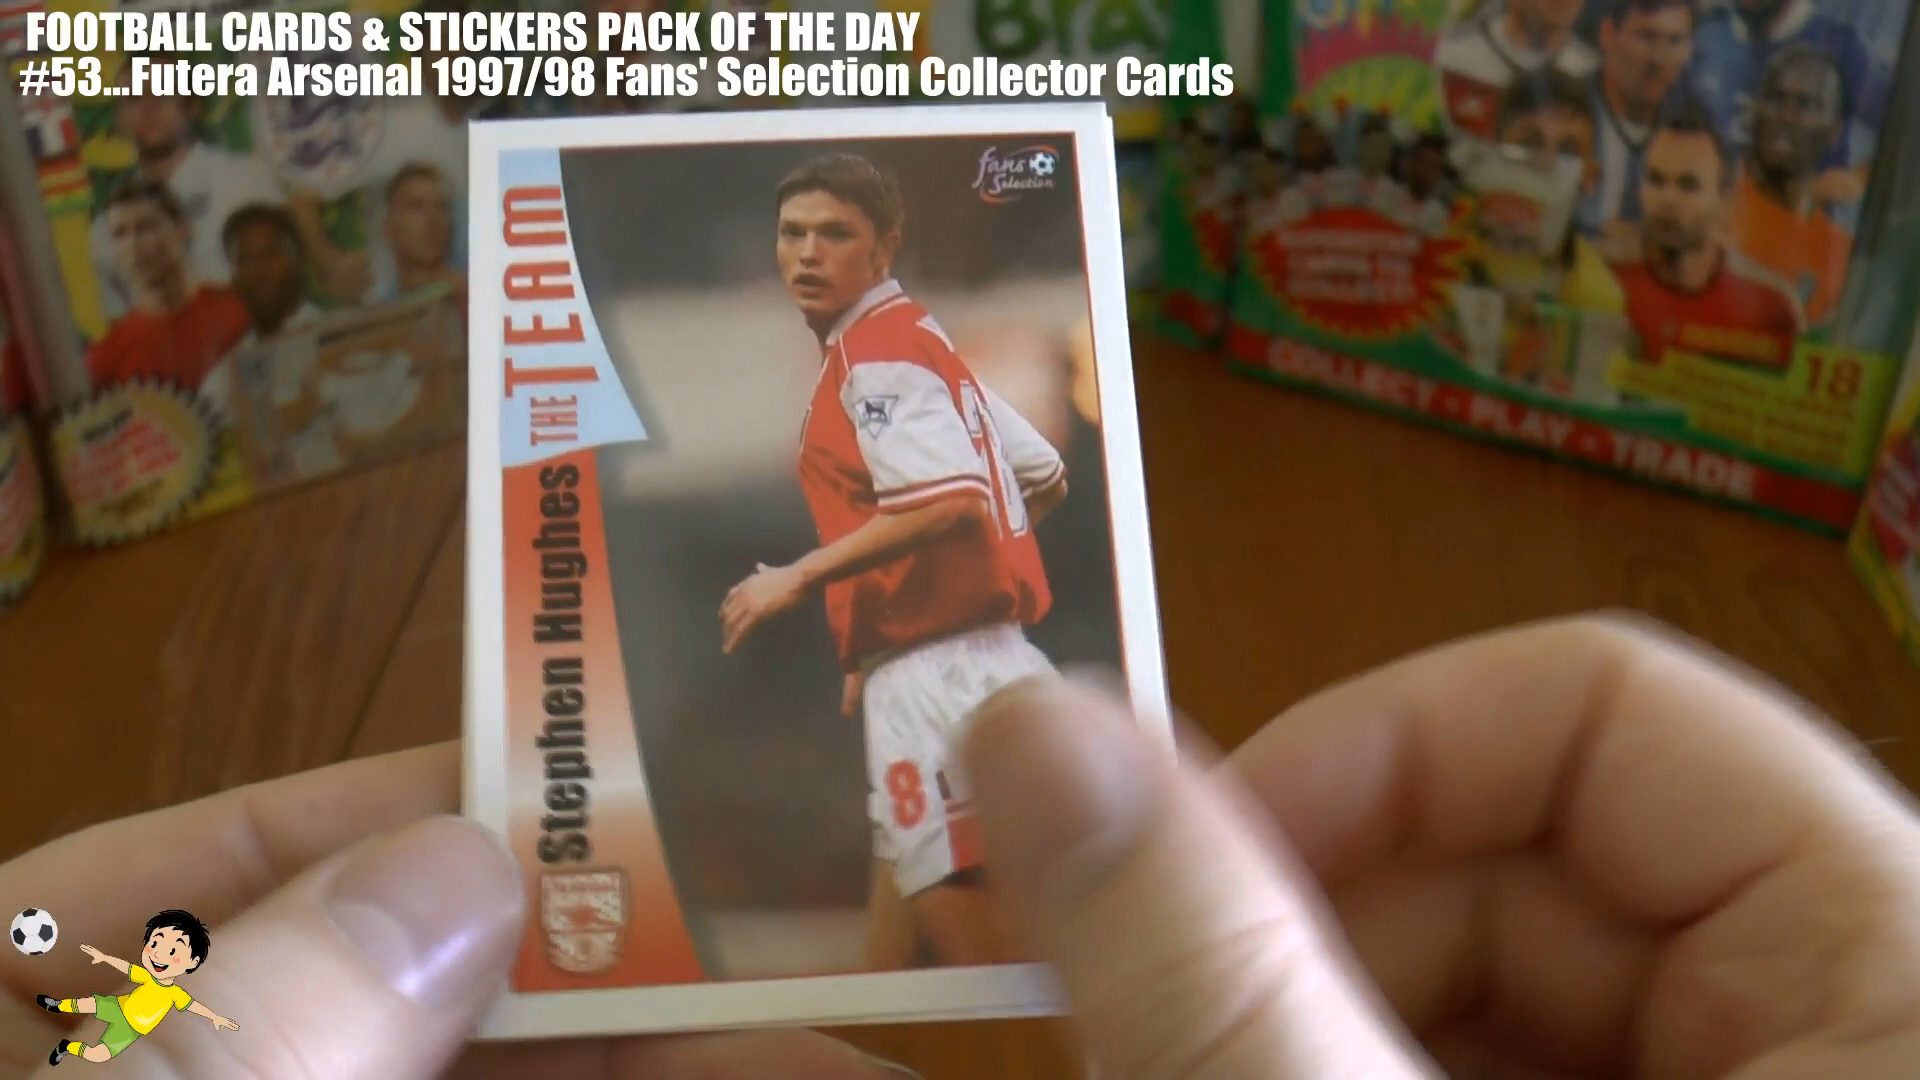 FOOTBALL CARDS & STICKERS PACK OF THE DAY
#53...Futera Arsenal 1997/98 Fans' Selection Collector Cards
fans
Selection
THE TEAM
Stephen Hughes
8
COLLECT - PLAY - TRADE
18